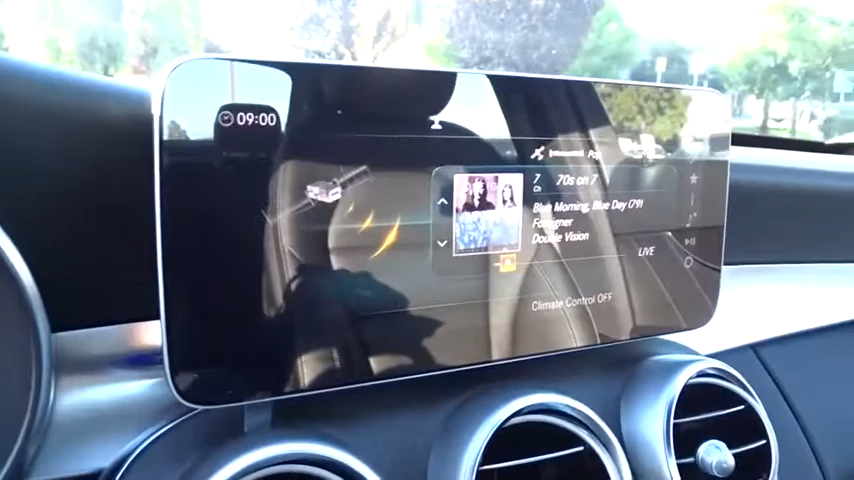 09:00
Pop
7 70s on 7
Ch
Blue Morning, Blue Day (79)
Foreigner
Double Vision
LIVE
Climate Control OFF